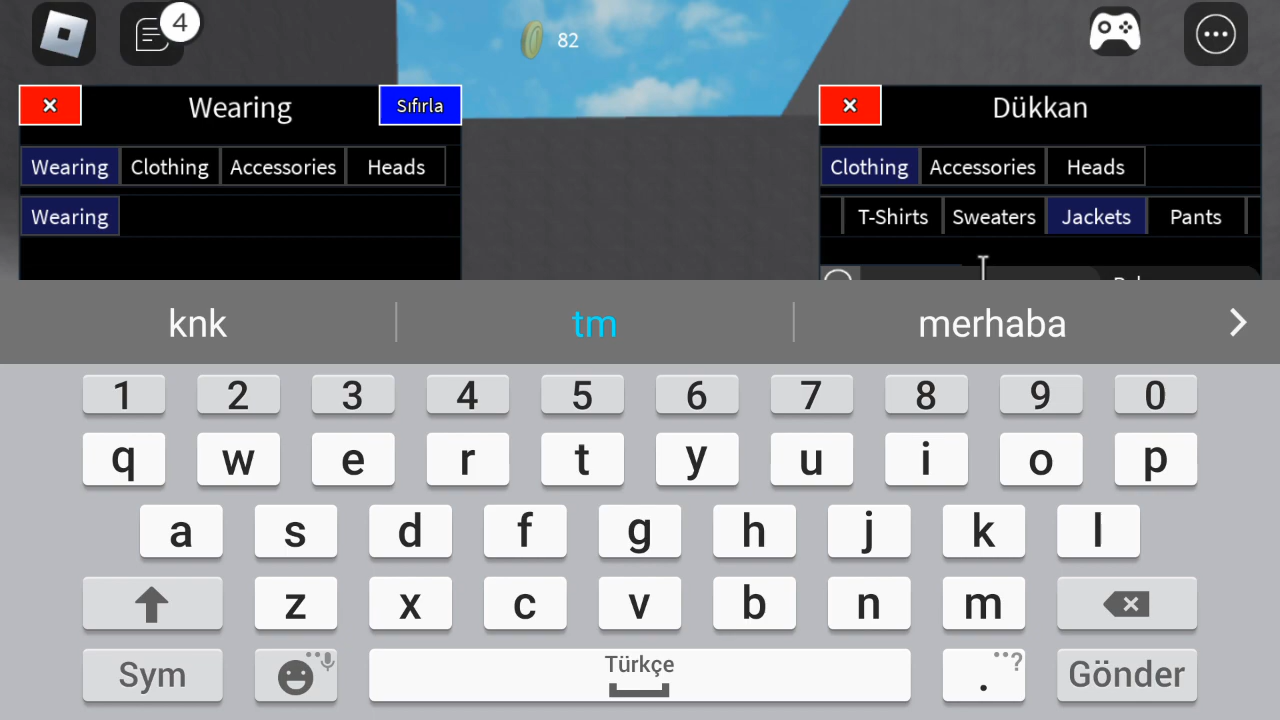 4
82
Wearing Sıfırla
Wearing Clothing Accessories Heads
Wearing
Dükkan
Clothing Accessories Heads
T-Shirts Sweaters Jackets Pants
knk tm merhaba
1 2 3 4 5 6 7 8 9 0
q w e r t y u i o p
a s d f g h j k l
z x c v b n m
Sym Türkçe . ? Gönder